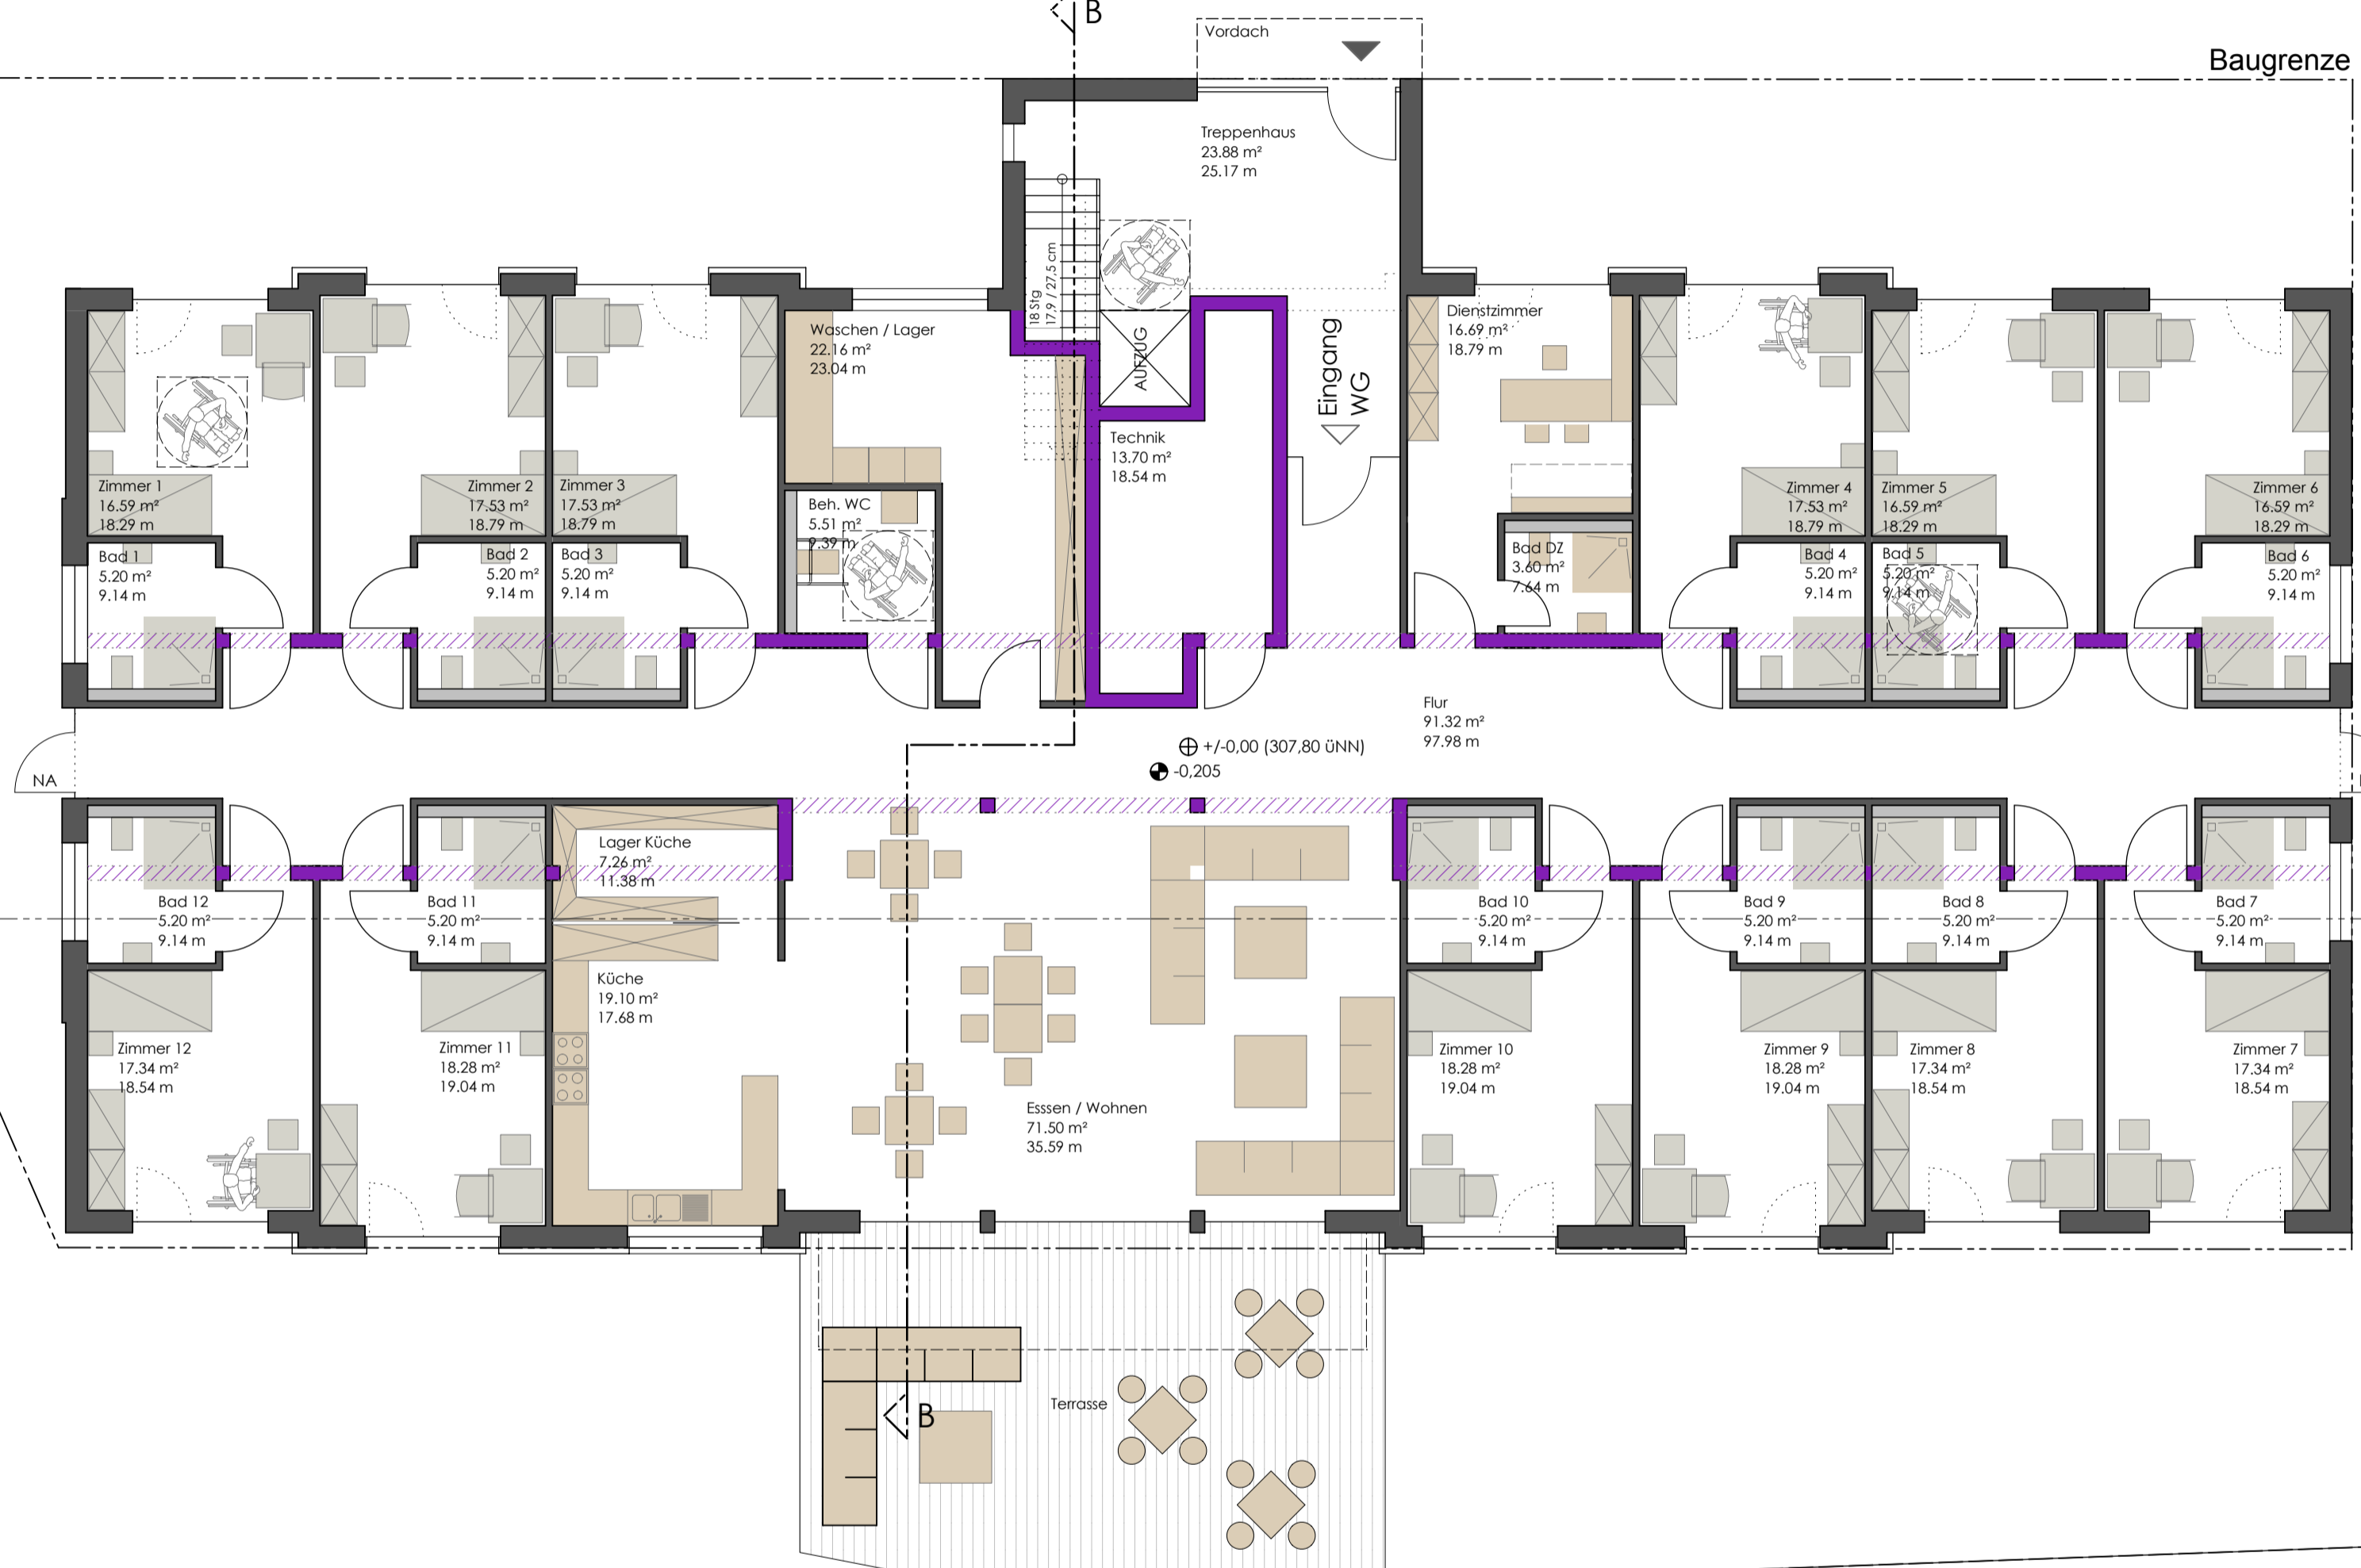 B
Vordach
Baugrenze
Treppenhaus
23.88 m²
25.17 m
18 Stg
17,9 / 27,5 cm
AUFZUG
Eingang
WG
Waschen / Lager
22.16 m²
23.04 m
Dienstzimmer
16.69 m²
18.79 m
Technik
13.70 m²
18.54 m
Zimmer 1
16.59 m²
18.29 m
Zimmer 2
17.53 m²
18.79 m
Zimmer 3
17.53 m²
18.79 m
Beh. WC
5.51 m²
9.39 m
Zimmer 4
17.53 m²
18.79 m
Zimmer 5
16.59 m²
18.29 m
Zimmer 6
16.59 m²
18.29 m
Bad 1
5.20 m²
9.14 m
Bad 2
5.20 m²
9.14 m
Bad 3
5.20 m²
9.14 m
Bad DZ
3.60 m²
7.64 m
Bad 4
5.20 m²
9.14 m
Bad 5
5.20 m²
9.14 m
Bad 6
5.20 m²
9.14 m
Flur
91.32 m²
97.98 m
+/-0,00 (307,80 üNN)
-0,205
NA
Lager Küche
7.26 m²
11.38 m
Bad 12
5.20 m²
9.14 m
Bad 11
5.20 m²
9.14 m
Bad 10
5.20 m²
9.14 m
Bad 9
5.20 m²
9.14 m
Bad 8
5.20 m²
9.14 m
Bad 7
5.20 m²
9.14 m
Küche
19.10 m²
17.68 m
Zimmer 12
17.34 m²
18.54 m
Zimmer 11
18.28 m²
19.04 m
Esssen / Wohnen
71.50 m²
35.59 m
Zimmer 10
18.28 m²
19.04 m
Zimmer 9
18.28 m²
19.04 m
Zimmer 8
17.34 m²
18.54 m
Zimmer 7
17.34 m²
18.54 m
Terrasse
B